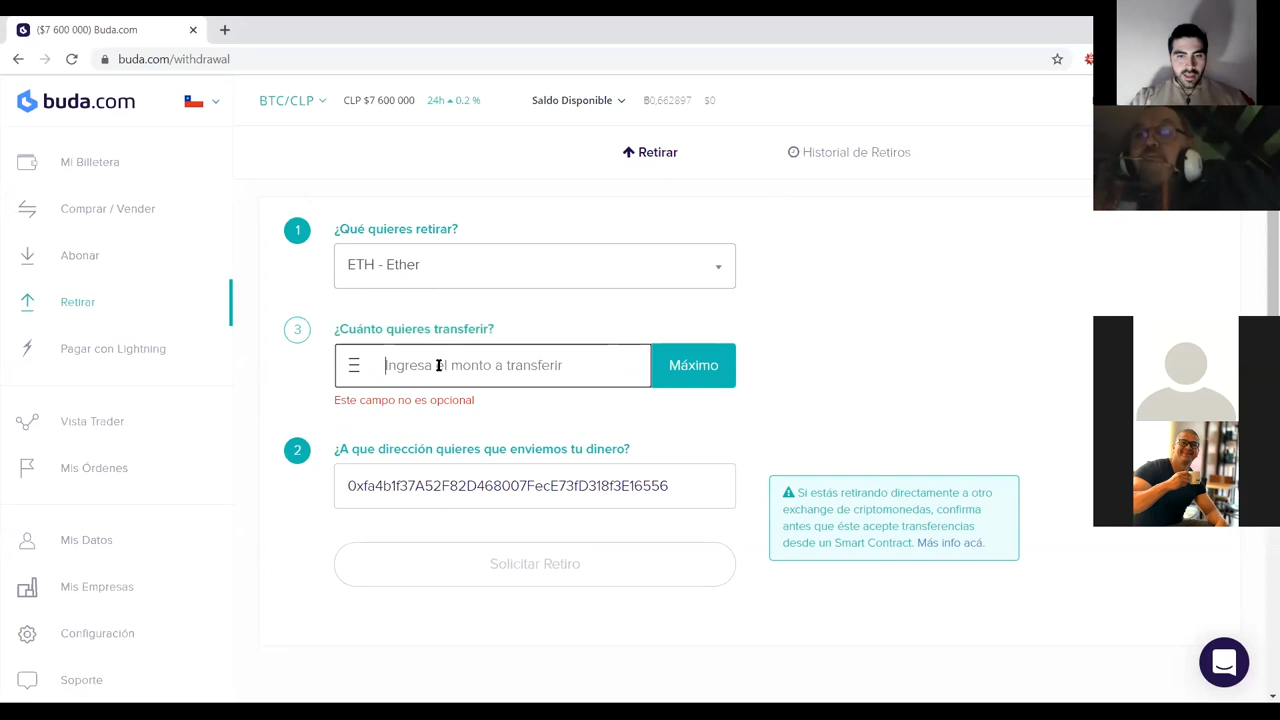 ($7 600 000) Buda.com
buda.com/withdrawal
buda.com
BTC/CLP
CLP $7 600 000
24h ▲ 0.2 %
Saldo Disponible
฿0,662897
$0
Mi Billetera
Comprar / Vender
Abonar
Retirar
Pagar con Lightning
Vista Trader
Mis Órdenes
Mis Datos
Mis Empresas
Configuración
Soporte
Retirar
Historial de Retiros
1
¿Qué quieres retirar?
ETH - Ether
3
¿Cuánto quieres transferir?
Ingresa el monto a transferir
Máximo
Este campo no es opcional
2
¿A que dirección quieres que enviemos tu dinero?
0xfa4b1f37A52F82D468007FecE73fD318f3E16556
Si estás retirando directamente a otro
exchange de criptomonedas, confirma
antes que éste acepte transferencias
desde un Smart Contract. Más info acá.
Solicitar Retiro